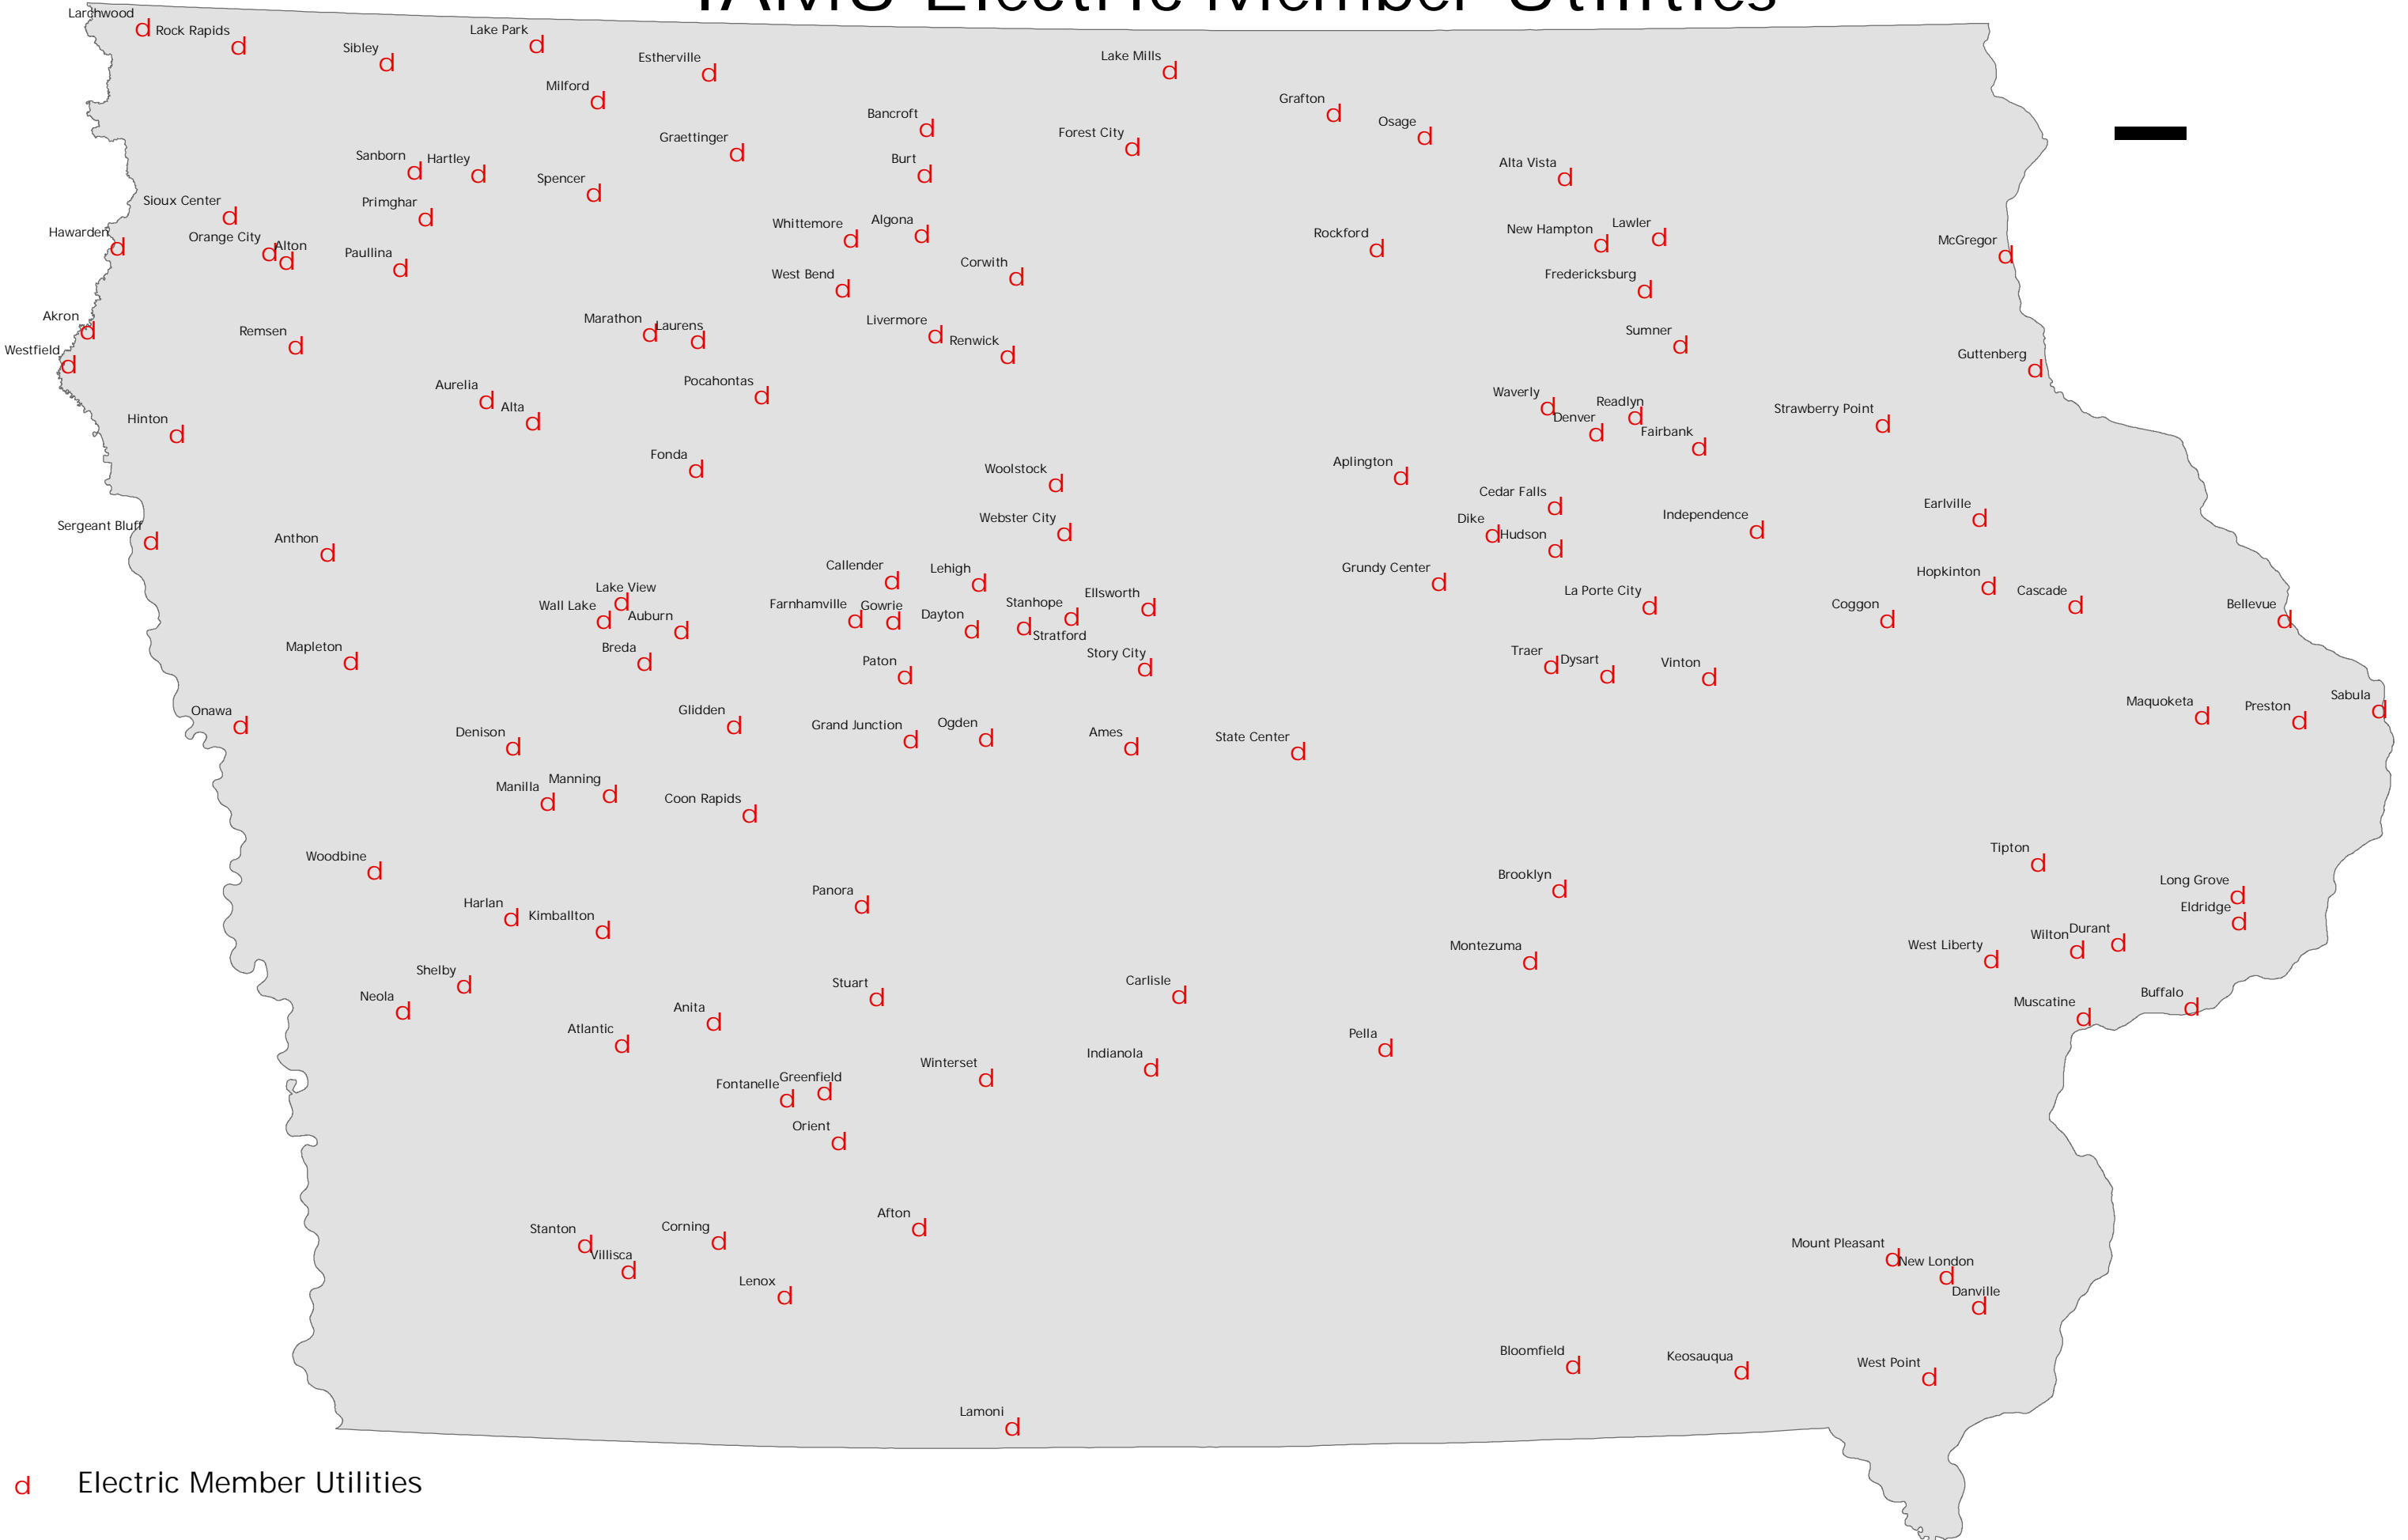 IAMU Electric Member Utilities
Larchwood
Rock Rapids
Sibley
Lake Park
Estherville
Lake Mills
Milford
Grafton
Bancroft
Osage
Forest City
Graettinger
Sanborn
Hartley
Burt
Alta Vista
Spencer
Sioux Center
Primghar
Whittemore
Algona
Lawler
New Hampton
Rockford
Hawarden
Orange City
Alton
McGregor
Paullina
Corwith
West Bend
Fredericksburg
Akron
Marathon
Laurens
Livermore
Remsen
Sumner
Renwick
Westfield
Guttenberg
Pocahontas
Aurelia
Waverly
Readlyn
Alta
Strawberry Point
Denver
Hinton
Fairbank
Fonda
Aplington
Woolstock
Cedar Falls
Earlville
Independence
Webster City
Dike
Sergeant Bluff
Hudson
Anthon
Callender
Grundy Center
Lehigh
Hopkinton
Lake View
La Porte City
Cascade
Ellsworth
Stanhope
Farnhamville
Gowrie
Coggon
Bellevue
Wall Lake
Dayton
Auburn
Stratford
Mapleton
Breda
Traer
Story City
Dysart
Paton
Vinton
Sabula
Maquoketa
Preston
Onawa
Glidden
Ogden
Grand Junction
Denison
Ames
State Center
Manning
Manilla
Coon Rapids
Tipton
Woodbine
Brooklyn
Long Grove
Panora
Harlan
Eldridge
Kimballton
Durant
Wilton
West Liberty
Montezuma
Shelby
Carlisle
Stuart
Buffalo
Neola
Muscatine
Anita
Atlantic
Pella
Indianola
Winterset
Greenfield
Fontanelle
Orient
Afton
Corning
Stanton
Mount Pleasant
Villisca
New London
Lenox
Danville
Bloomfield
Keosauqua
West Point
Lamoni
d Electric Member Utilities